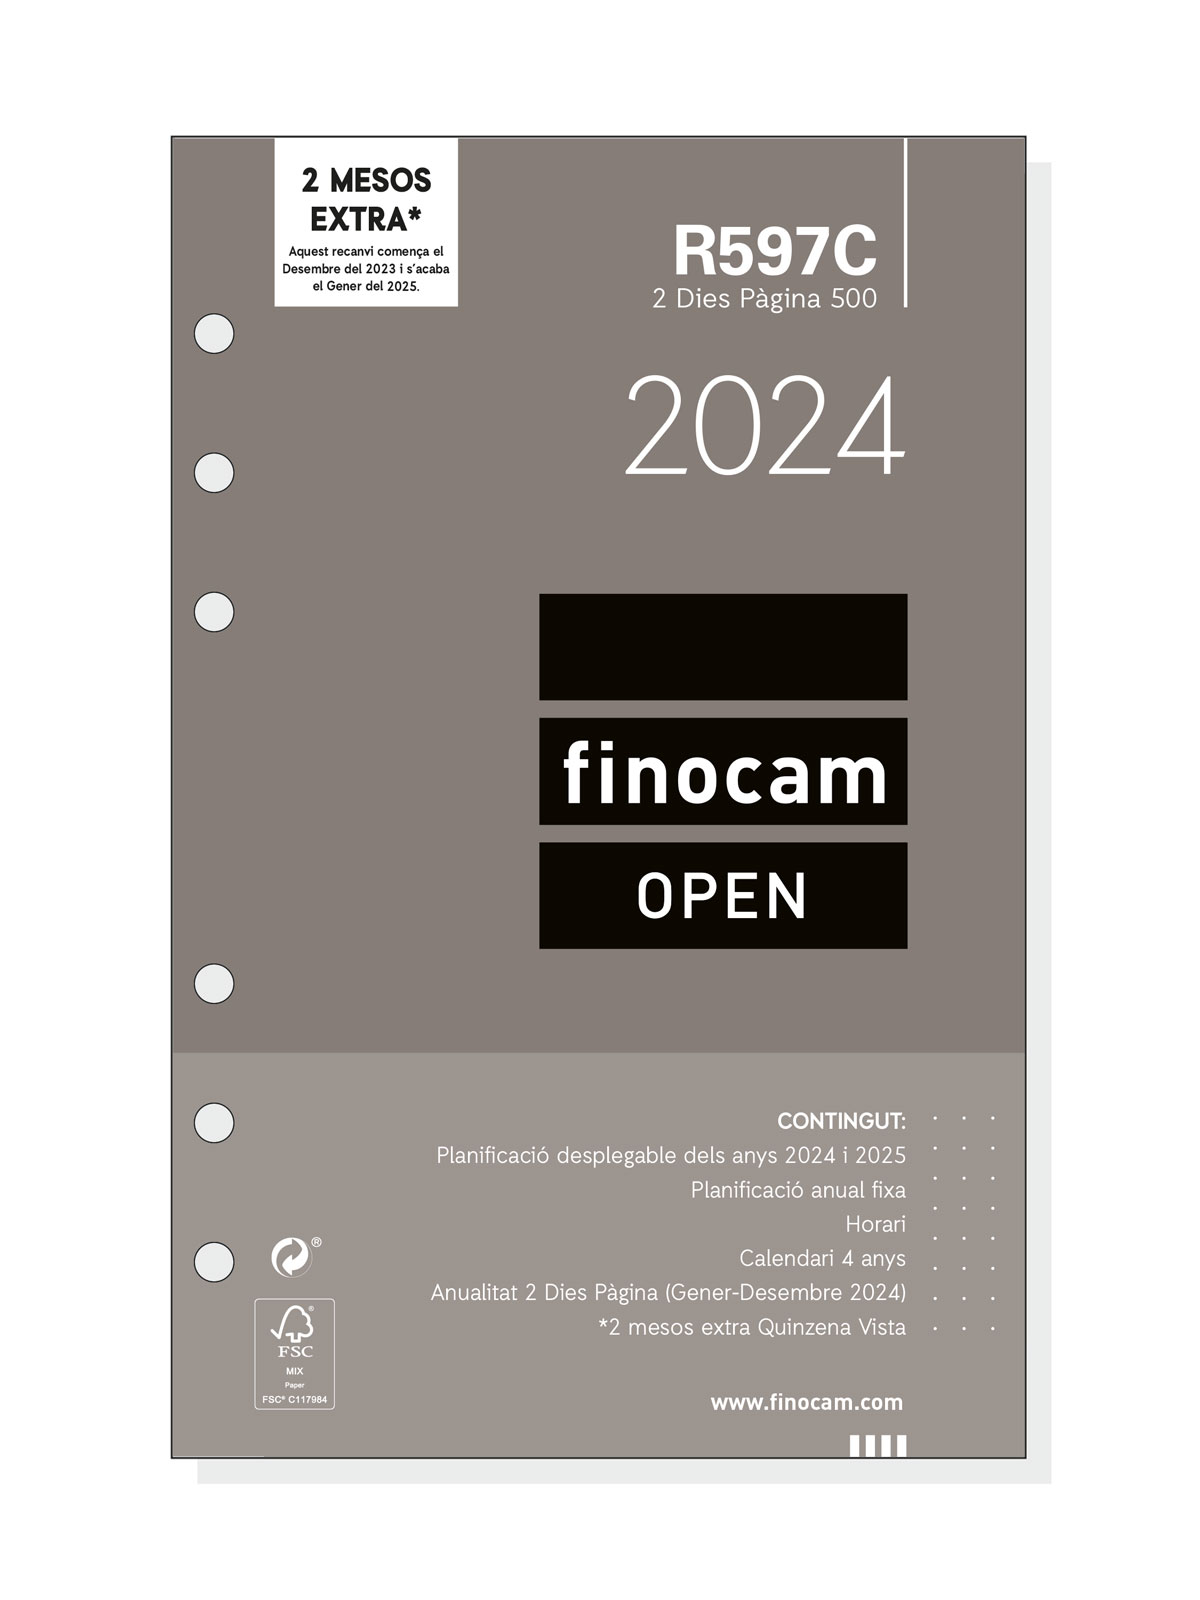 2 MESOS
EXTRA*
Aquest recanvi comença el
Desembre del 2023 i s'acaba
el Gener del 2025.
R597C
2 Dies Pàgina 500
2024
finocam
OPEN
CONTINGUT:
Planificació desplegable dels anys 2024 i 2025
Planificació anual fixa
Horari
Calendari 4 anys
Anualitat 2 Dies Pàgina (Gener-Desembre 2024)
*2 mesos extra Quinzena Vista
®
®
FSC
MIX
Paper
FSC® C117984
www.finocam.com